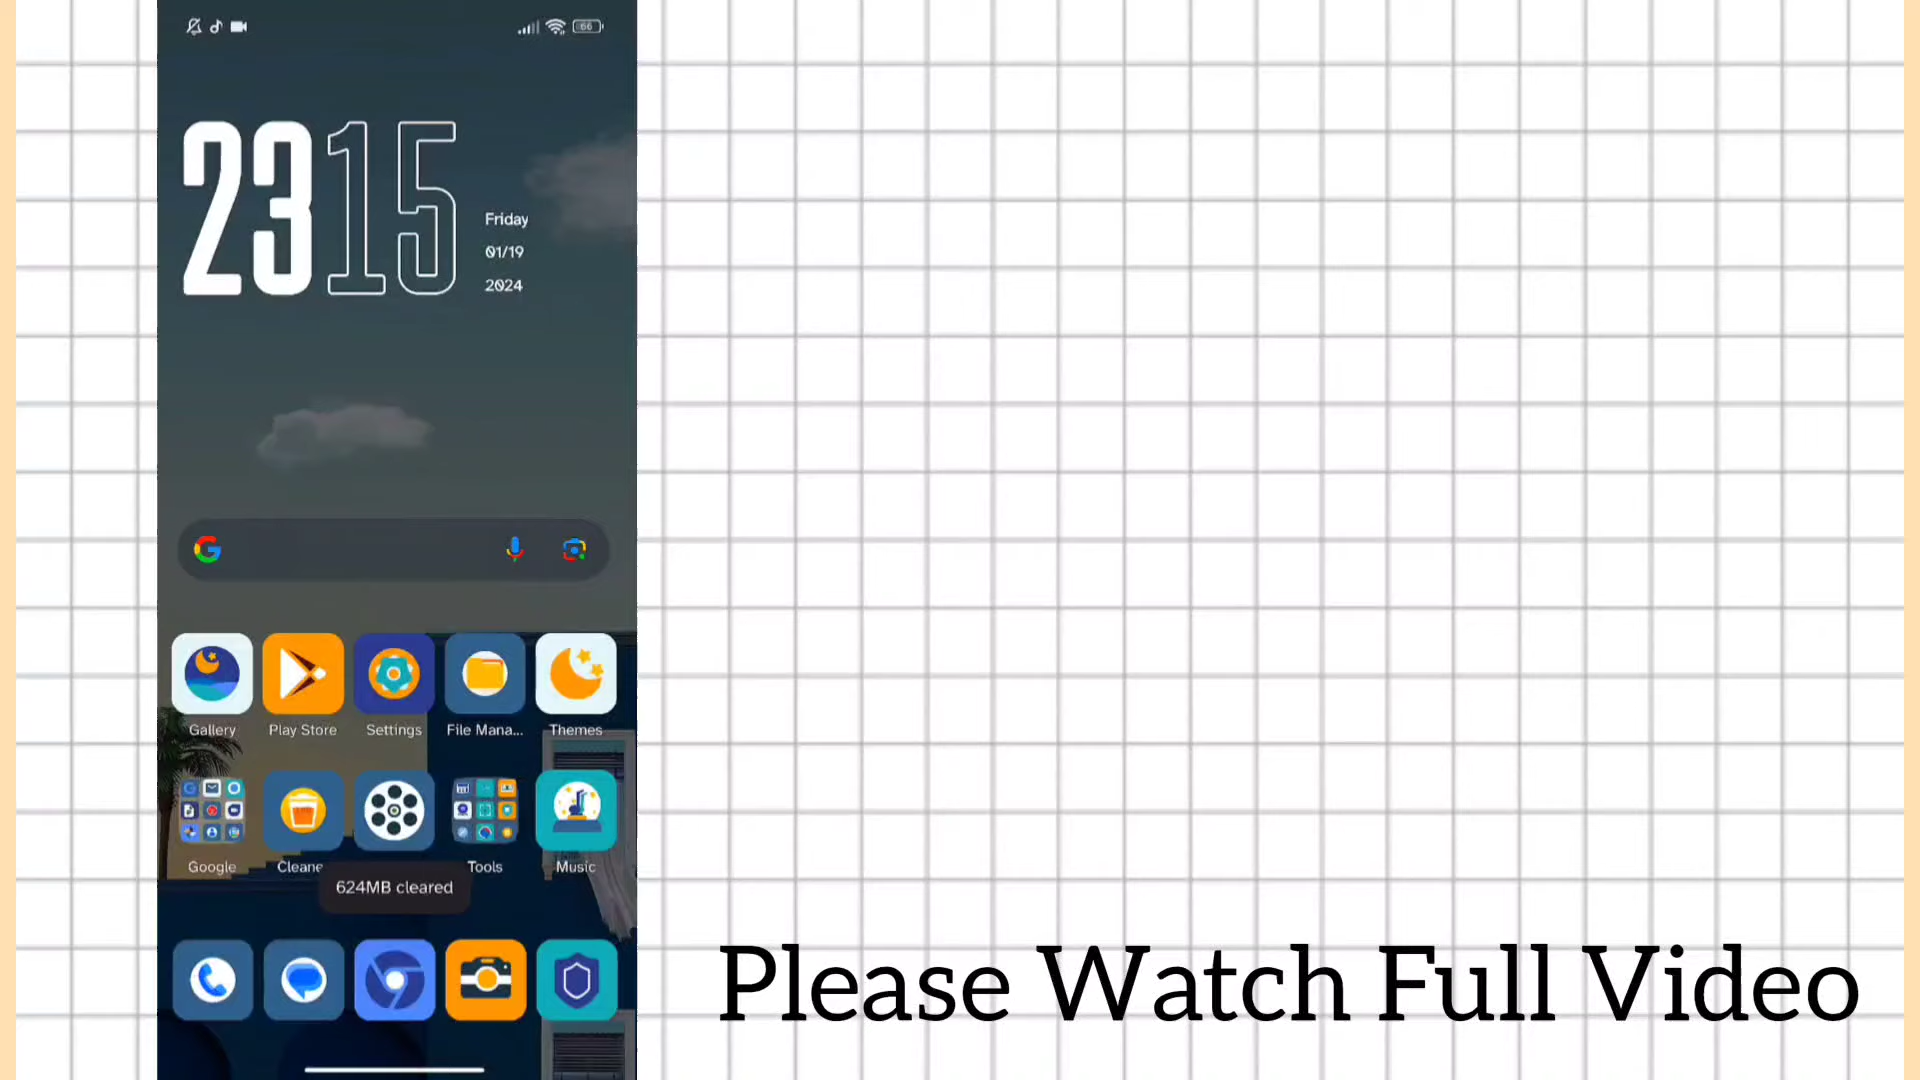 66
2315
Friday
01/19
2024
Gallery
Play Store
Settings
File Mana...
Themes
Google
Cleane
Tools
Music
624MB cleared
Please Watch Full Video